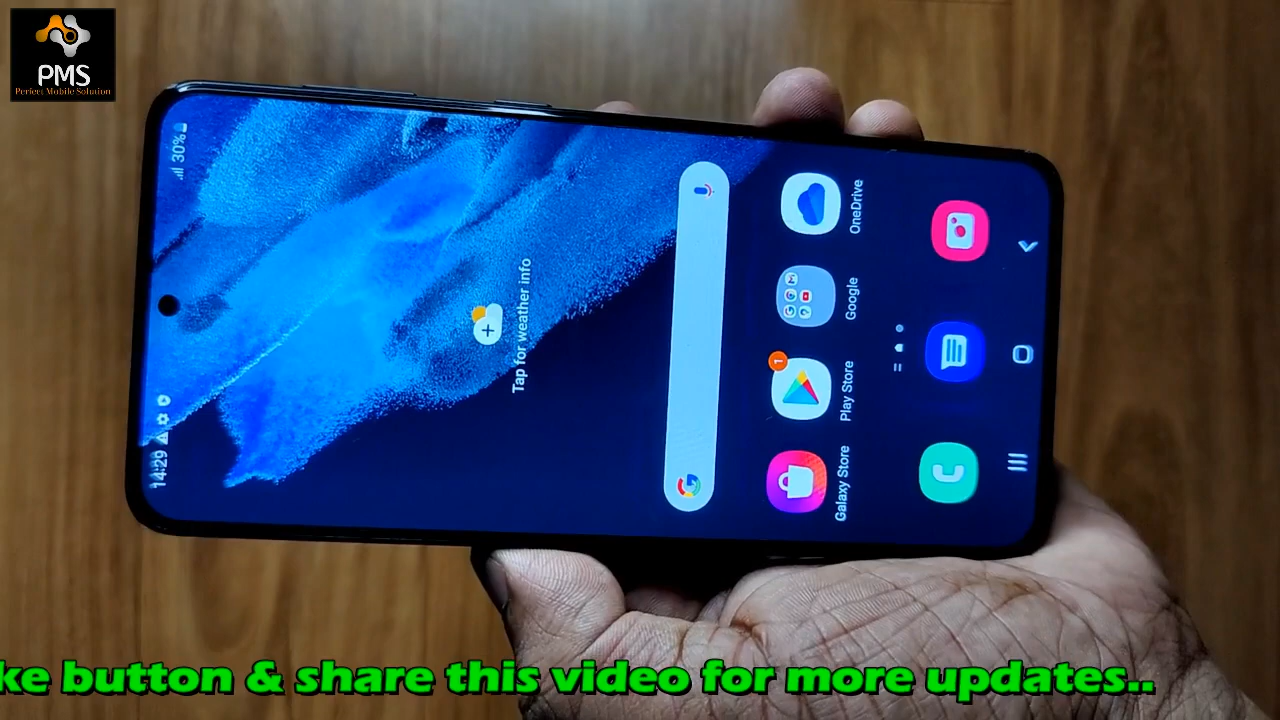 PMS
Perfect Mobile Solution
14:29
30%
Tap for weather info
Galaxy Store
Play Store
Google
OneDrive
1
ke button & share this video for more updates..